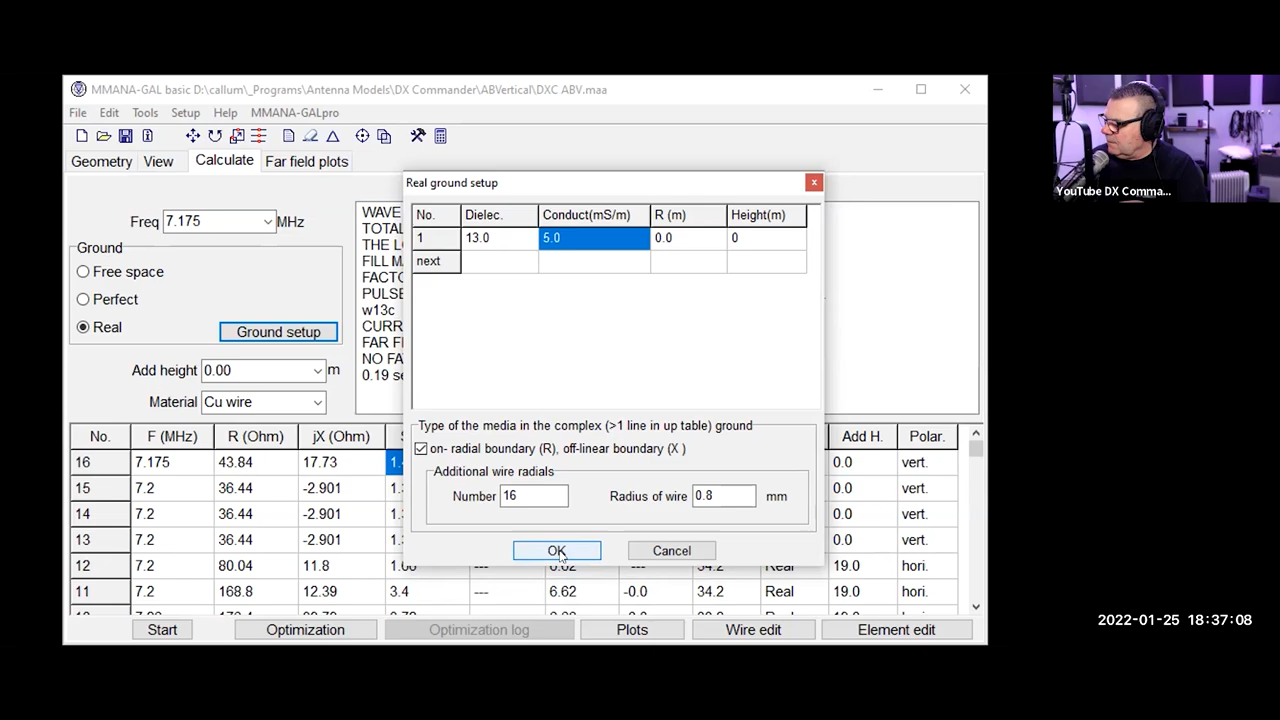 MMANA-GAL basic D:\callum\_Programs\Antenna Models\DX Commander\ABVertical\DXC ABV.maa
File Edit Tools Setup Help MMANA-GALpro
Geometry View Calculate Far field plots
YouTube DX Comma...
Freq 7.175 MHz
Ground
Free space
Perfect
Real Ground setup
Add height 0.00 m
Material Cu wire
WAVE
TOTAL
THE LO
FILL MA
FACTO
PULSE
w13c
CURR
FAR FI
NO FA
0.19 se
Real ground setup x
No. Dielec. Conduct(mS/m) R (m) Height(m)
1 13.0 5.0 0.0 0
next
Type of the media in the complex (>1 line in up table) ground
on- radial boundary (R), off-linear boundary (X )
Additional wire radials
Number 16 Radius of wire 0.8 mm
OK Cancel
No. F (MHz) R (Ohm) jX (Ohm) Add H. Polar.
16 7.175 43.84 17.73 0.0 vert.
15 7.2 36.44 -2.901 0.0 vert.
14 7.2 36.44 -2.901 0.0 vert.
13 7.2 36.44 -2.901 0.0 vert.
12 7.2 80.04 11.8 19.0 hori.
11 7.2 168.8 12.39 3.4 --- 6.62 -0.0 34.2 Real 19.0 hori.
Start Optimization Optimization log Plots Wire edit Element edit
2022-01-25 18:37:08